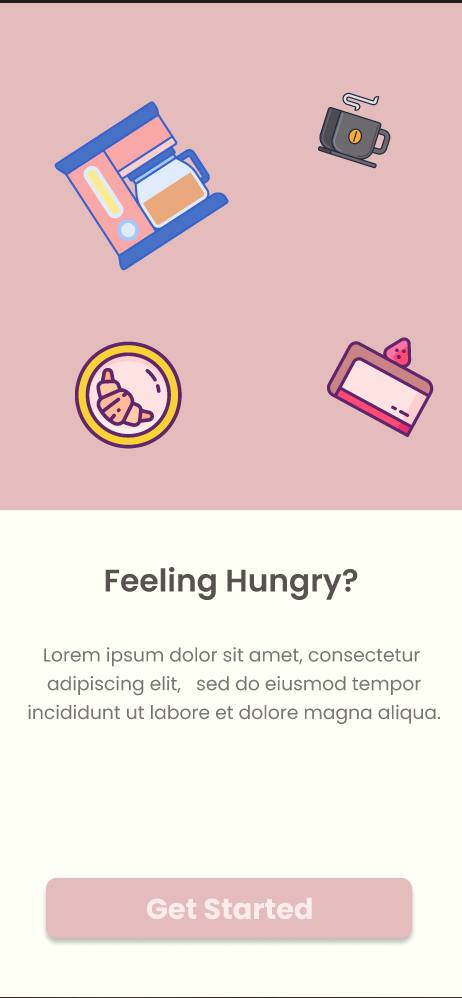 Feeling Hungry?
Lorem ipsum dolor sit amet, consectetur
adipiscing elit,   sed do eiusmod tempor
incididunt ut labore et dolore magna aliqua.
Get Started